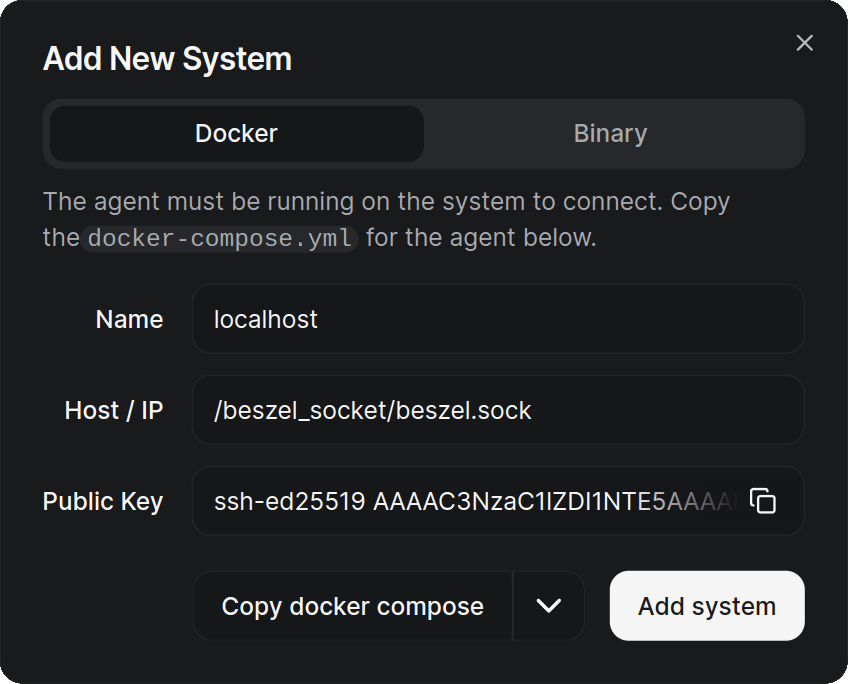 Add New System
Docker
Binary
The agent must be running on the system to connect. Copy
the docker-compose.yml for the agent below.
Name
localhost
Host / IP
/beszel_socket/beszel.sock
Public Key
ssh-ed25519 AAAAC3NzaC1lZDI1NTE5AAAA
Copy docker compose
Add system